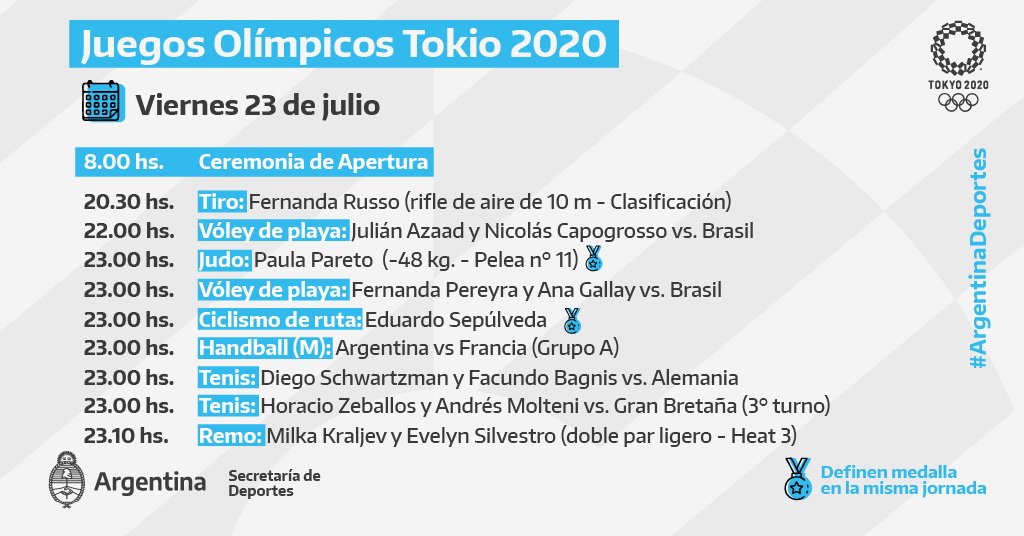 Juegos Olímpicos Tokio 2020
TOKYO 2020
Viernes 23 de julio
8.00 hs. Ceremonia de Apertura
20.30 hs. Tiro: Fernanda Russo (rifle de aire de 10 m - Clasificación)
22.00 hs. Vóley de playa: Julián Azaad y Nicolás Capogrosso vs. Brasil
23.00 hs. Judo: Paula Pareto (-48 kg. - Pelea n° 11)
23.00 hs. Vóley de playa: Fernanda Pereyra y Ana Gallay vs. Brasil
23.00 hs. Ciclismo de ruta: Eduardo Sepúlveda
23.00 hs. Handball (M): Argentina vs Francia (Grupo A)
23.00 hs. Tenis: Diego Schwartzman y Facundo Bagnis vs. Alemania
23.00 hs. Tenis: Horacio Zeballos y Andrés Molteni vs. Gran Bretaña (3° turno)
23.10 hs. Remo: Milka Kraljev y Evelyn Silvestro (doble par ligero - Heat 3)
#ArgentinaDeportes
Argentina
Secretaría de
Deportes
Definen medalla
en la misma jornada